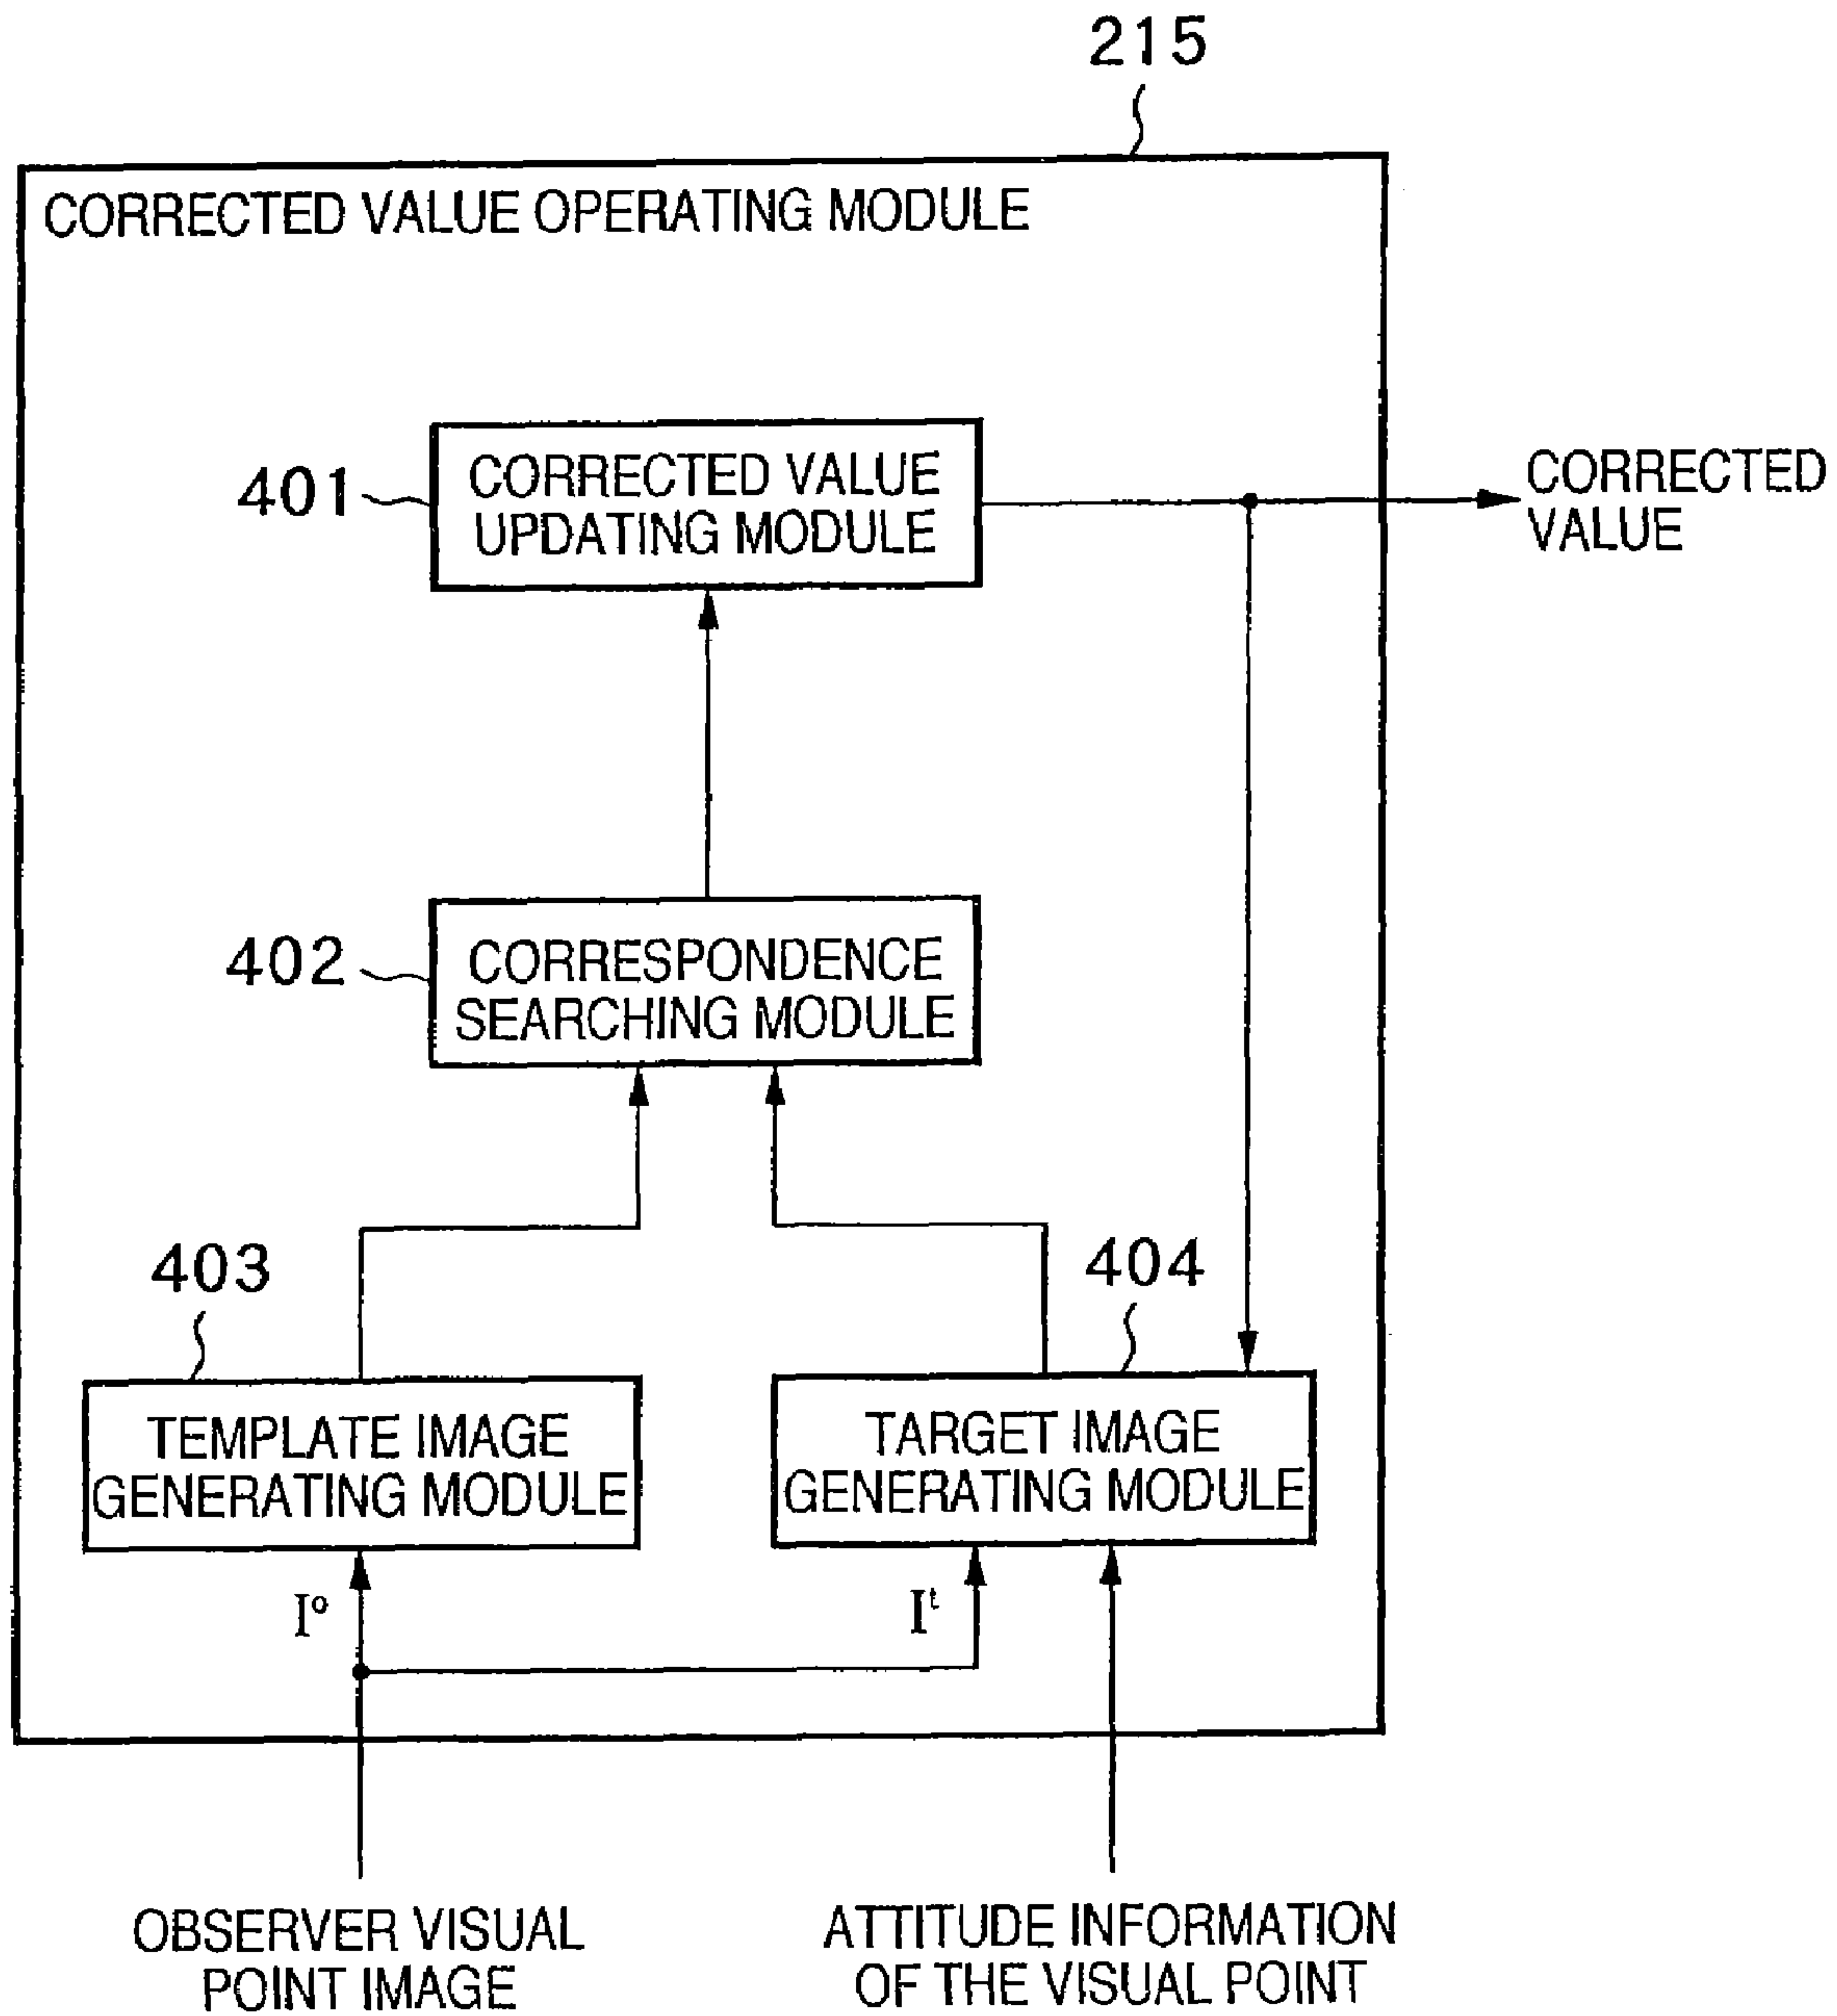 215
CORRECTED VALUE OPERATING MODULE
401
CORRECTED VALUE
UPDATING MODULE
CORRECTED
VALUE
402
CORRESPONDENCE
SEARCHING MODULE
403
404
TEMPLATE IMAGE
GENERATING MODULE
TARGET IMAGE
GENERATING MODULE
I⁰
Iᵗ
OBSERVER VISUAL
POINT IMAGE
ATTITUDE INFORMATION
OF THE VISUAL POINT